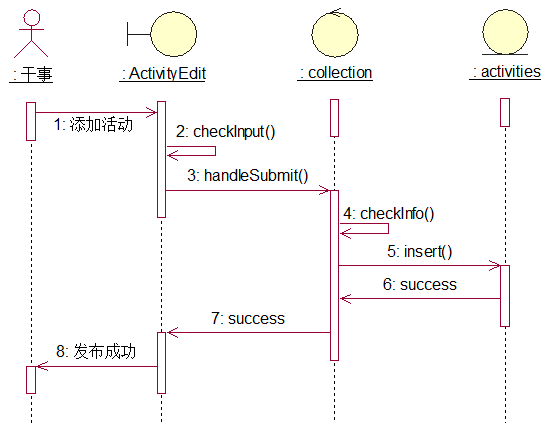 : 干事
: ActivityEdit
: collection
: activities
1: 添加活动
2: checkInput()
3: handleSubmit()
4: checkInfo()
5: insert()
6: success
7: success
8: 发布成功